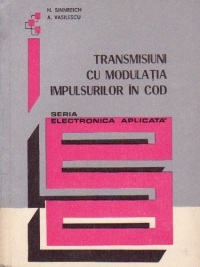 H. SINNREICH
A. VASILESCU
TRANSMISIUNI
CU MODULAȚIA
IMPULSURILOR ÎN COD
SERIA
ELECTRONICA APLICATĂ